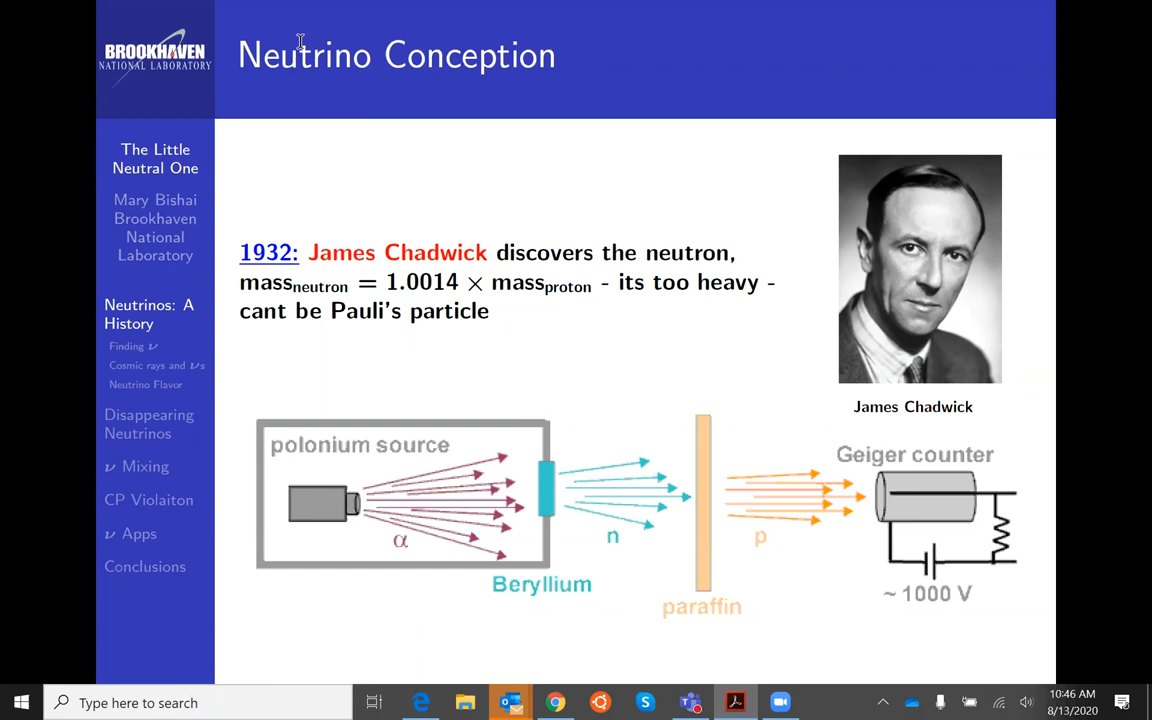 BROOKHAVEN
NATIONAL LABORATORY
Neutrino Conception
The Little
Neutral One
Mary Bishai
Brookhaven
National
Laboratory
Neutrinos: A
History
Finding ν
Cosmic rays and νs
Neutrino Flavor
Disappearing
Neutrinos
ν Mixing
CP Violaiton
ν Apps
Conclusions
1932: James Chadwick discovers the neutron,
mass_neutron = 1.0014 × mass_proton - its too heavy -
cant be Pauli's particle
James Chadwick
polonium source
α
Beryllium
n
paraffin
p
Geiger counter
~ 1000 V
Type here to search
10:46 AM
8/13/2020